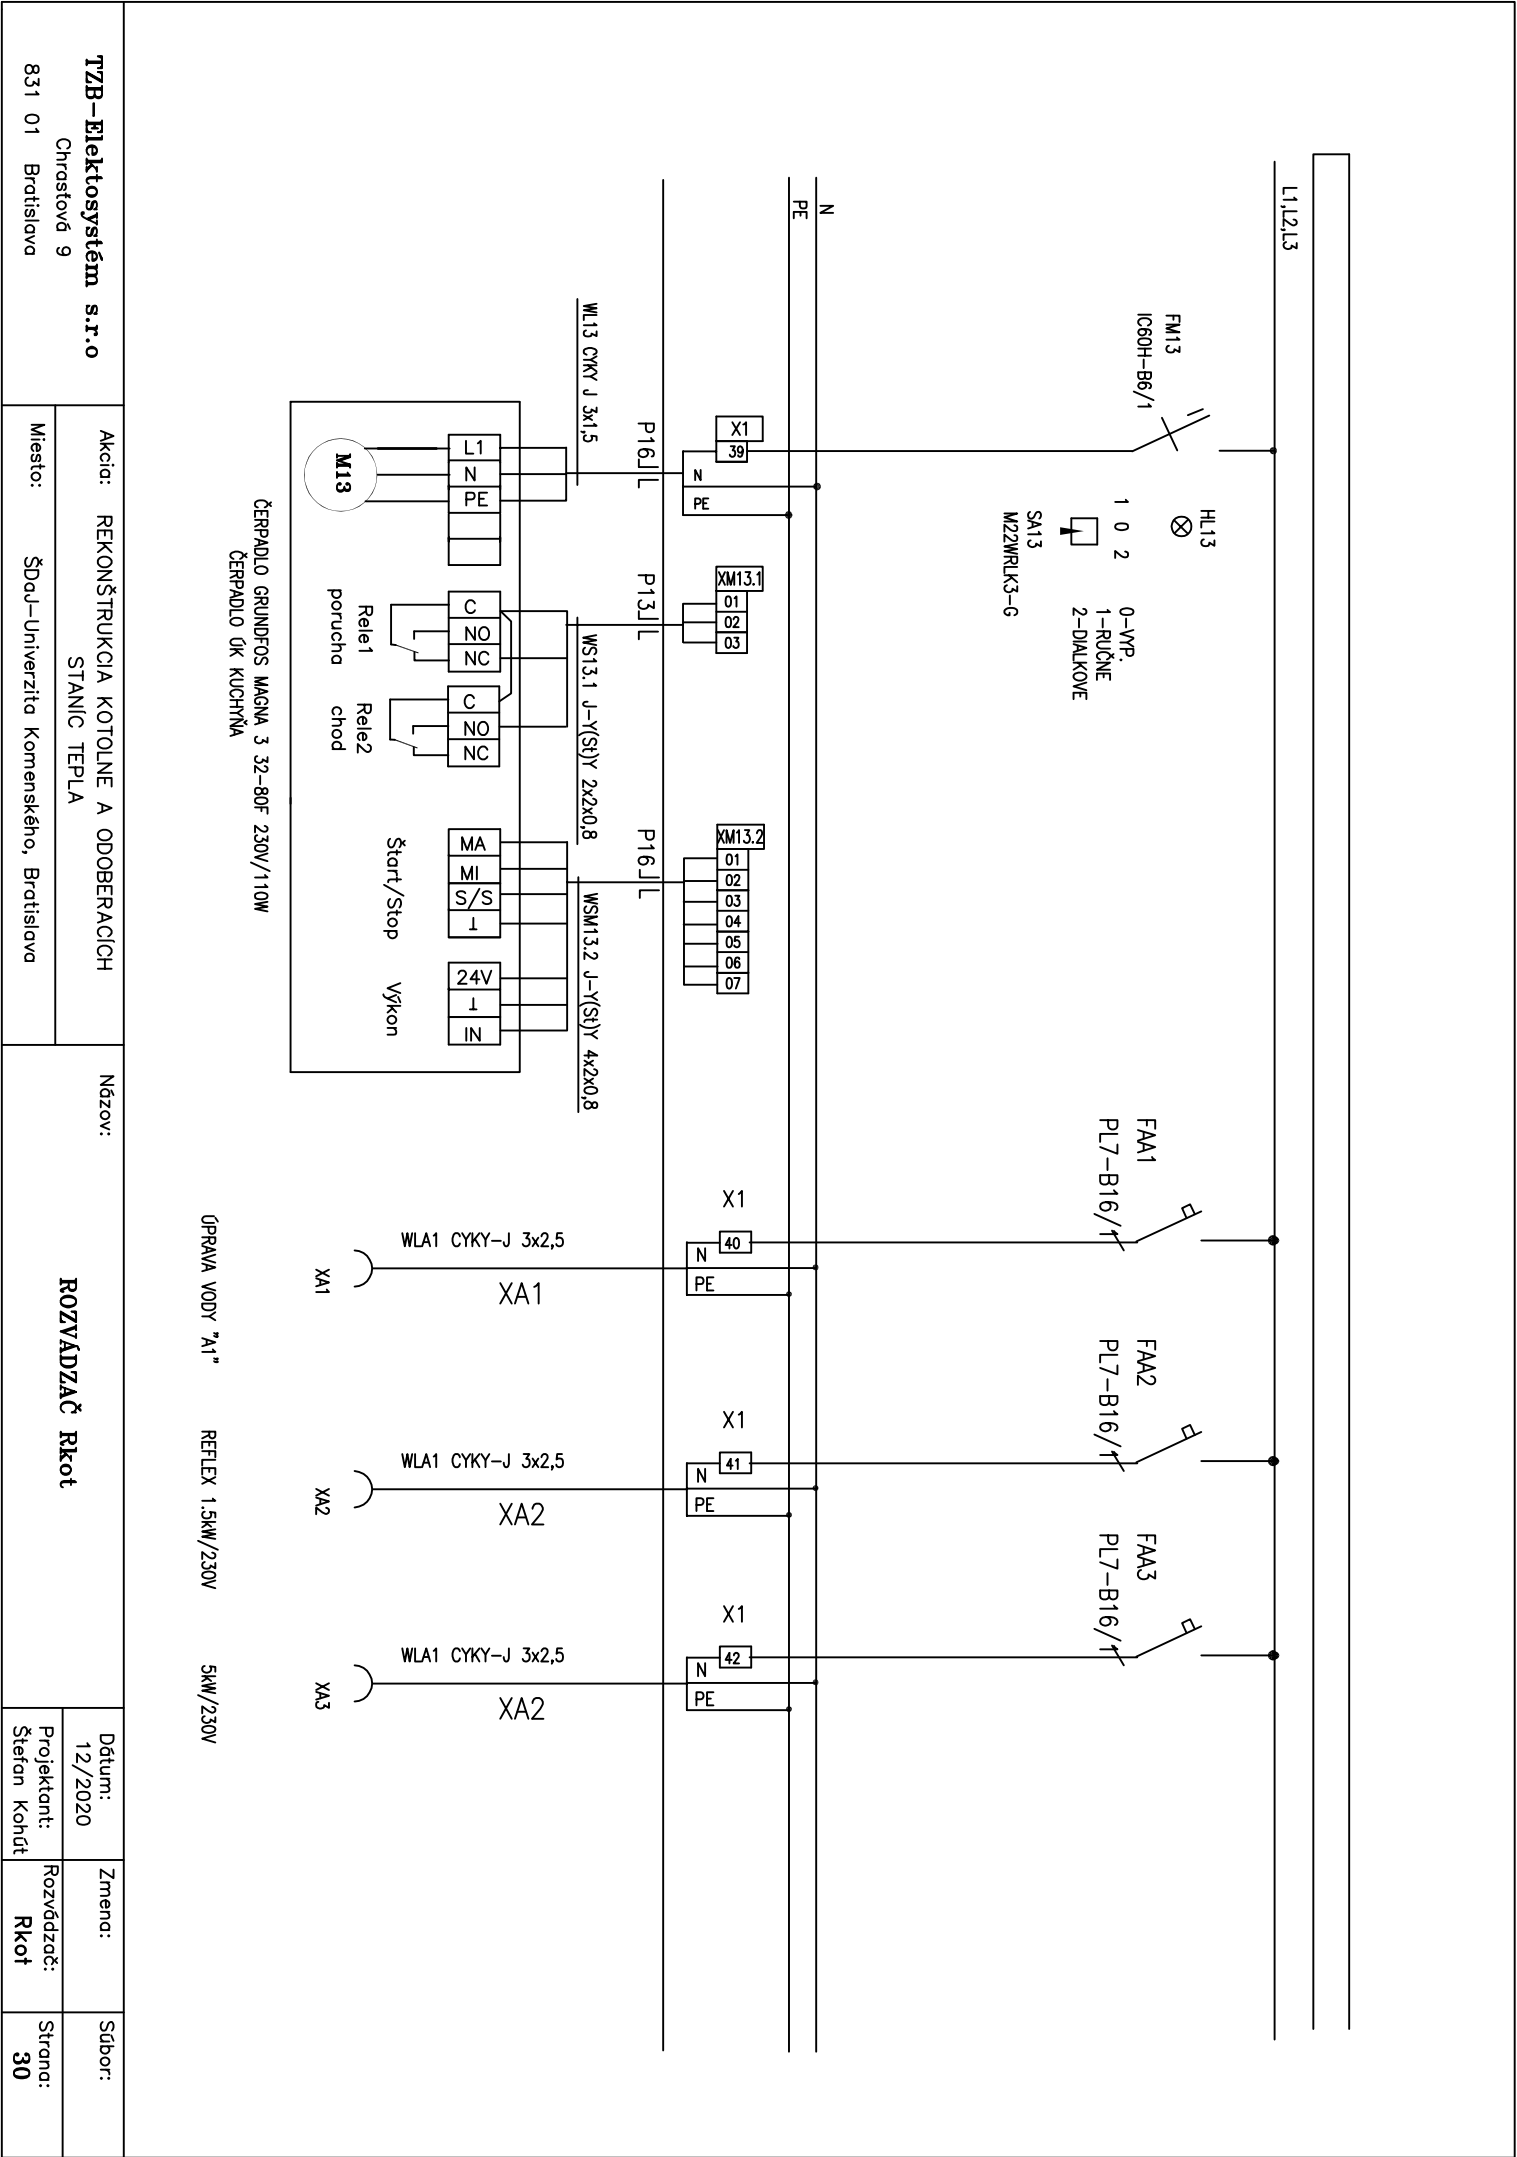 L1,L2,L3
N
PE
FM13
IC60H-B6/1
HL13
1 0 2
SA13
M22WRLK3-G
0-VYP.
1-RUČNE
2-DIALKOVE
FAA1
PL7-B16/1
FAA2
PL7-B16/1
FAA3
PL7-B16/1
X1
39
N
PE
XM13.1
01
02
03
XM13.2
01
02
03
04
05
06
07
X1
40
N
PE
X1
41
N
PE
X1
42
N
PE
P16
P13
P16
WL13 CYKY J 3x1,5
WS13.1 J-Y(St)Y 2x2x0,8
WSM13.2 J-Y(St)Y 4x2x0,8
WLA1 CYKY-J 3x2,5
XA1
WLA1 CYKY-J 3x2,5
XA2
WLA1 CYKY-J 3x2,5
XA2
L1
N
PE
M13
C
NO
NC
Rele1
porucha
C
NO
NC
Rele2
chod
MA
MI
S/S
⊥
Štart/Stop
24V
⊥
IN
Výkon
ČERPADLO GRUNDFOS MAGNA 3 32-80F 230V/110W
ČERPADLO ÚK KUCHYŇA
XA1
XA2
XA3
ÚPRAVA VODY "A1"
REFLEX 1.5kW/230V
5kW/230V
TZB-Elektosystém s.r.o
Chrasťová 9
831 01 Bratislava
Akcia: REKONŠTRUKCIA KOTOLNE A ODOBERACÍCH
STANÍC TEPLA
Miesto: ŠDaJ-Univerzita Komenského, Bratislava
Názov:
ROZVÁDZAČ Rkot
Dátum:
12/2020
Projektant:
Štefan Kohút
Zmena:
Rozvádzač:
Rkot
Súbor:
Strana:
30